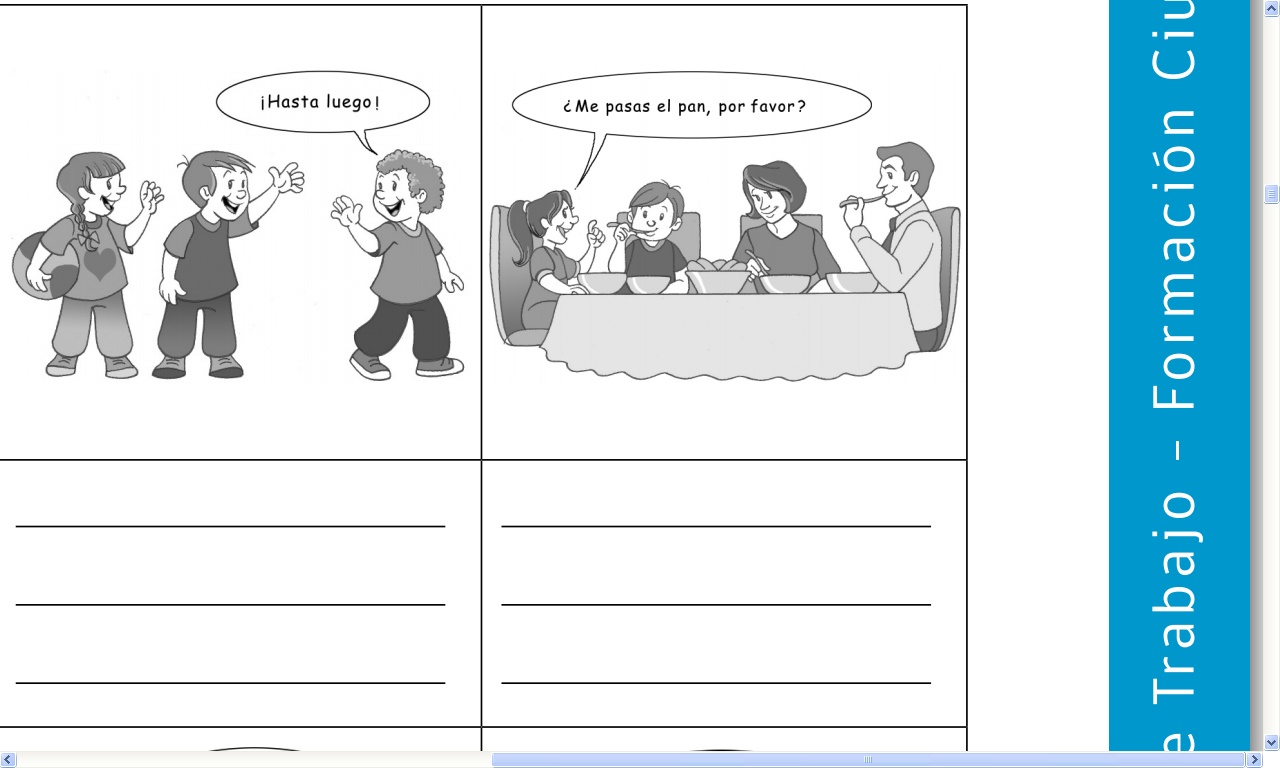 ¡Hasta luego!
¿Me pasas el pan, por favor?
e Trabajo - Formación Ciu